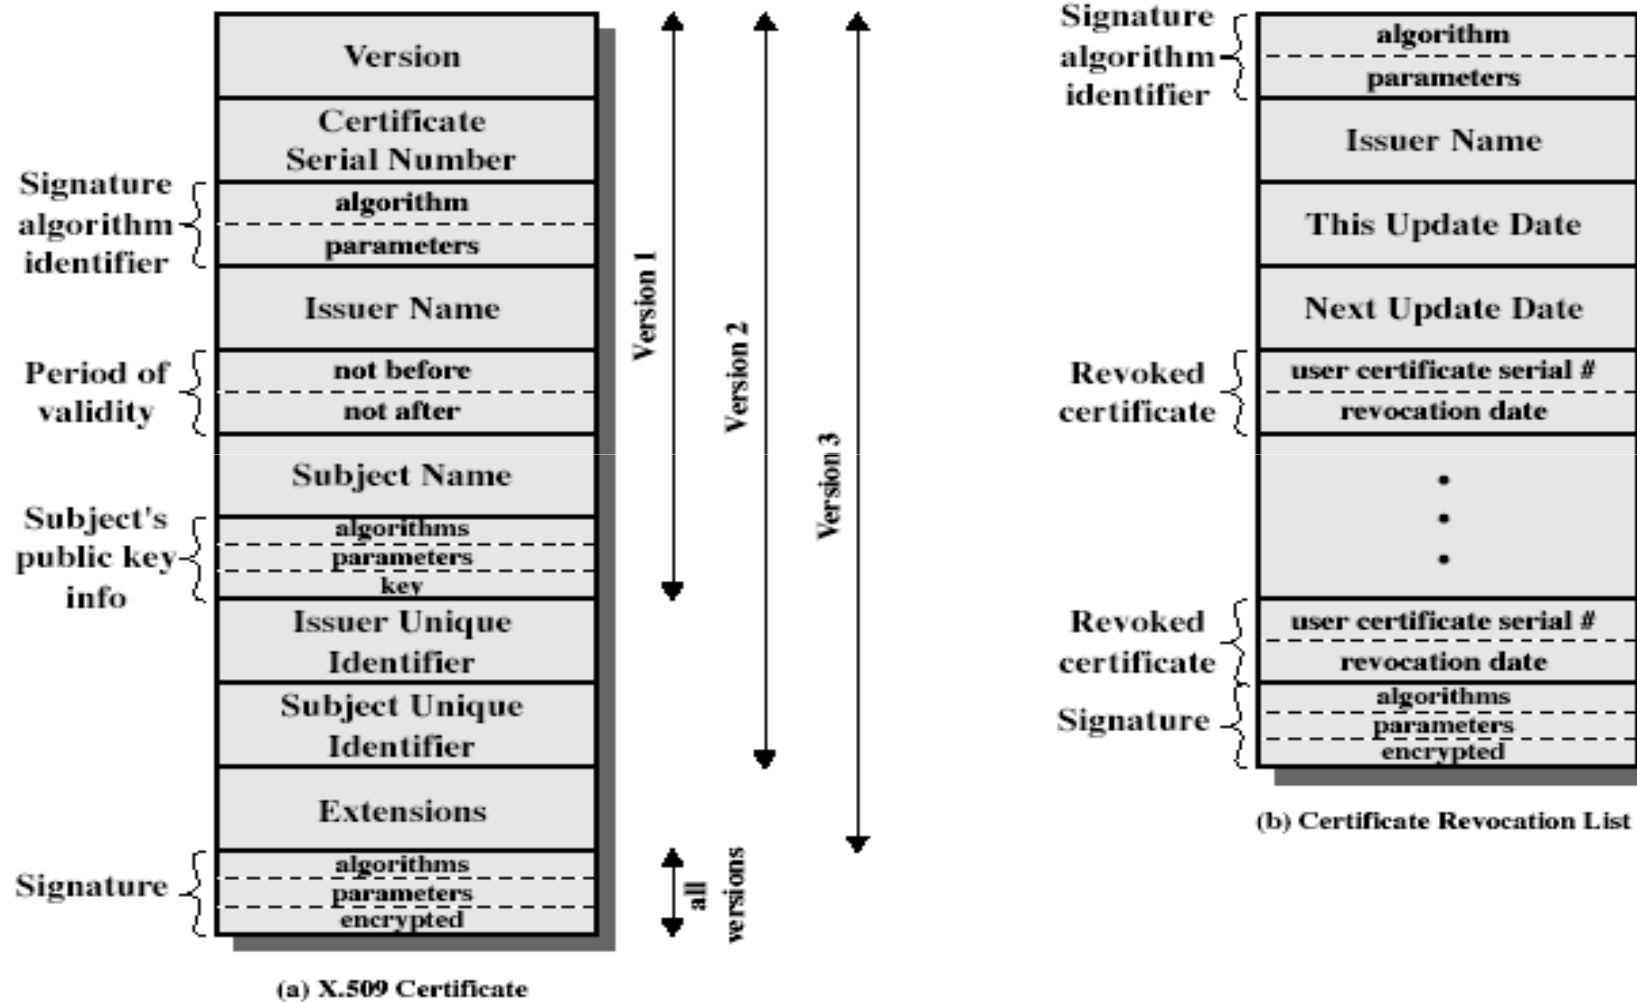 Version
Certificate
Serial Number
Signature
algorithm
identifier
algorithm
parameters
Issuer Name
Period of
validity
not before
not after
Subject Name
Subject's
public key
info
algorithms
parameters
key
Issuer Unique
Identifier
Subject Unique
Identifier
Extensions
Signature
algorithms
parameters
encrypted
Version 1
Version 2
Version 3
all
versions
(a) X.509 Certificate
Signature
algorithm
identifier
algorithm
parameters
Issuer Name
This Update Date
Next Update Date
Revoked
certificate
user certificate serial #
revocation date
Revoked
certificate
user certificate serial #
revocation date
Signature
algorithms
parameters
encrypted
(b) Certificate Revocation List